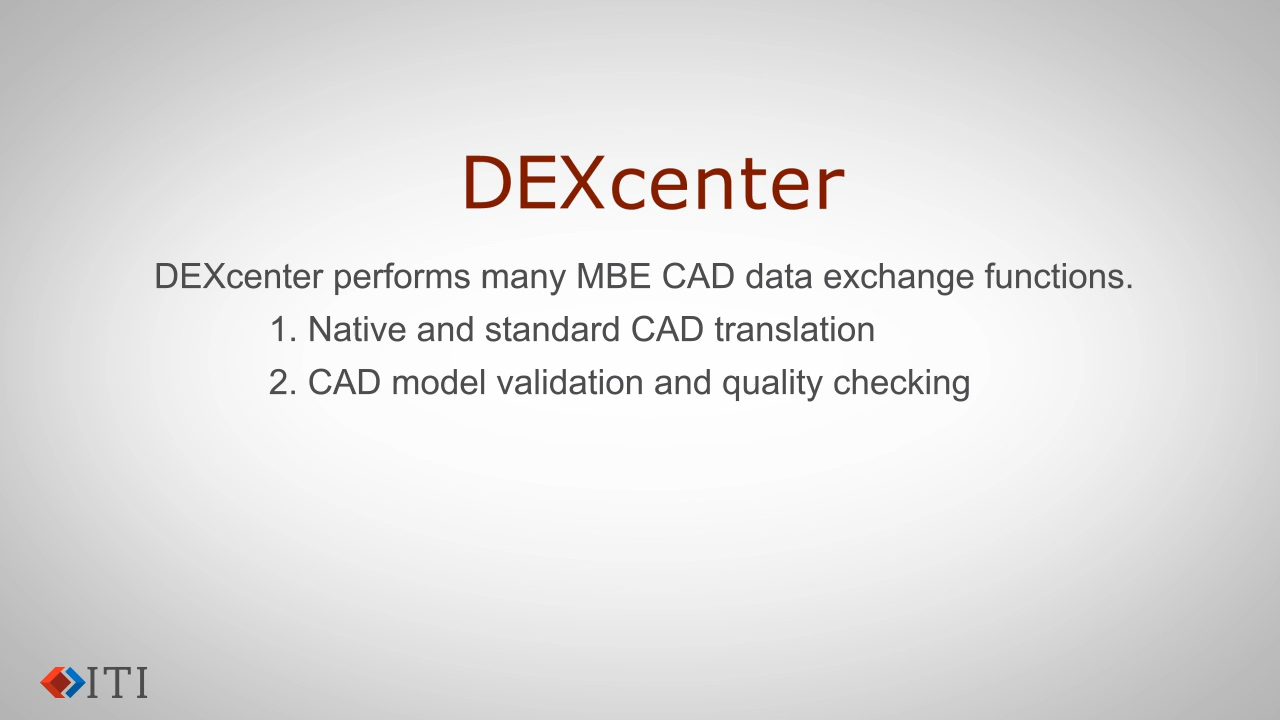 DEXcenter
DEXcenter performs many MBE CAD data exchange functions.
1. Native and standard CAD translation
2. CAD model validation and quality checking
ITI